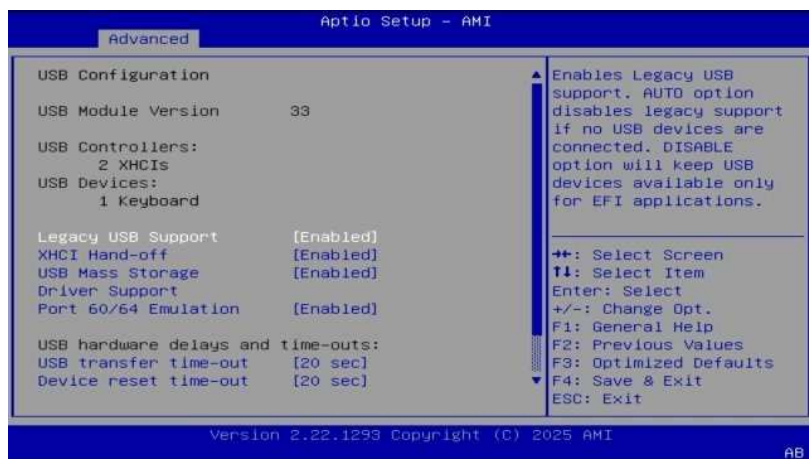 Aptio Setup - AMI
Advanced
USB Configuration
USB Module Version 33
USB Controllers:
2 XHCIs
USB Devices:
1 Keyboard
Legacy USB Support [Enabled]
XHCI Hand-off [Enabled]
USB Mass Storage [Enabled]
Driver Support
Port 60/64 Emulation [Enabled]
USB hardware delays and time-outs:
USB transfer time-out [20 sec]
Device reset time-out [20 sec]
Enables Legacy USB
support. AUTO option
disables legacy support
if no USB devices are
connected. DISABLE
option will keep USB
devices available only
for EFI applications.
→←: Select Screen
↑↓: Select Item
Enter: Select
+/-: Change Opt.
F1: General Help
F2: Previous Values
F3: Optimized Defaults
F4: Save & Exit
ESC: Exit
Version 2.22.1293 Copyright (C) 2025 AMI
AB